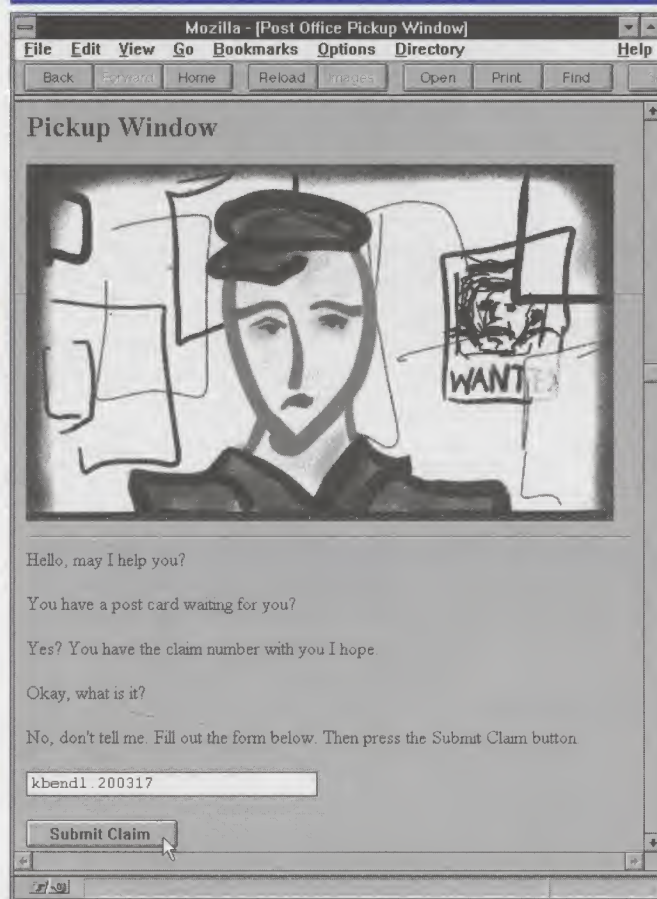 Mozilla - [Post Office Pickup Window]
File Edit View Go Bookmarks Options Directory Help
Back Forward Home Reload Images Open Print Find
Pickup Window
WANTED
Hello, may I help you?
You have a post card waiting for you?
Yes? You have the claim number with you I hope.
Okay, what is it?
No, don't tell me. Fill out the form below. Then press the Submit Claim button
kbendl.200317
Submit Claim